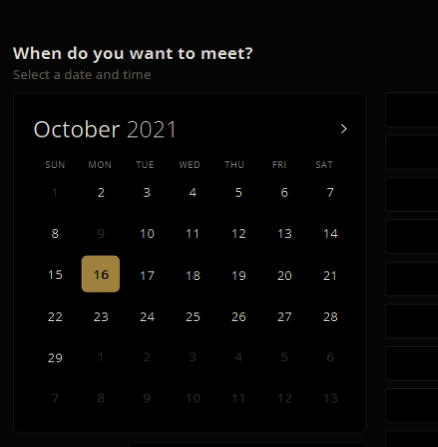 When do you want to meet?
Select a date and time
October 2021
SUN MON TUE WED THU FRI SAT
1 2 3 4 5 6 7
8 9 10 11 12 13 14
15 16 17 18 19 20 21
22 23 24 25 26 27 28
29 1 2 3 4 5 6
7 8 9 10 11 12 13